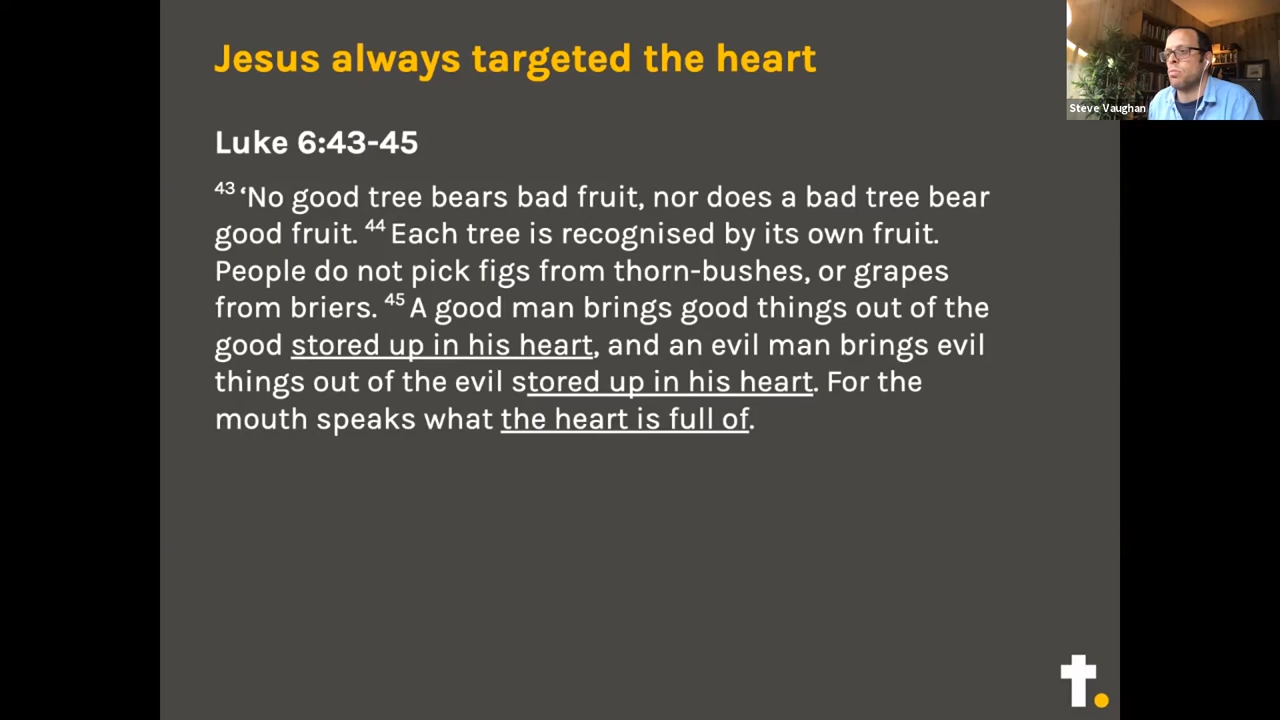 Jesus always targeted the heart
Steve Vaughan
Luke 6:43-45
43 ‘No good tree bears bad fruit, nor does a bad tree bear
good fruit. 44 Each tree is recognised by its own fruit.
People do not pick figs from thorn-bushes, or grapes
from briers. 45 A good man brings good things out of the
good stored up in his heart, and an evil man brings evil
things out of the evil stored up in his heart. For the
mouth speaks what the heart is full of.
t.